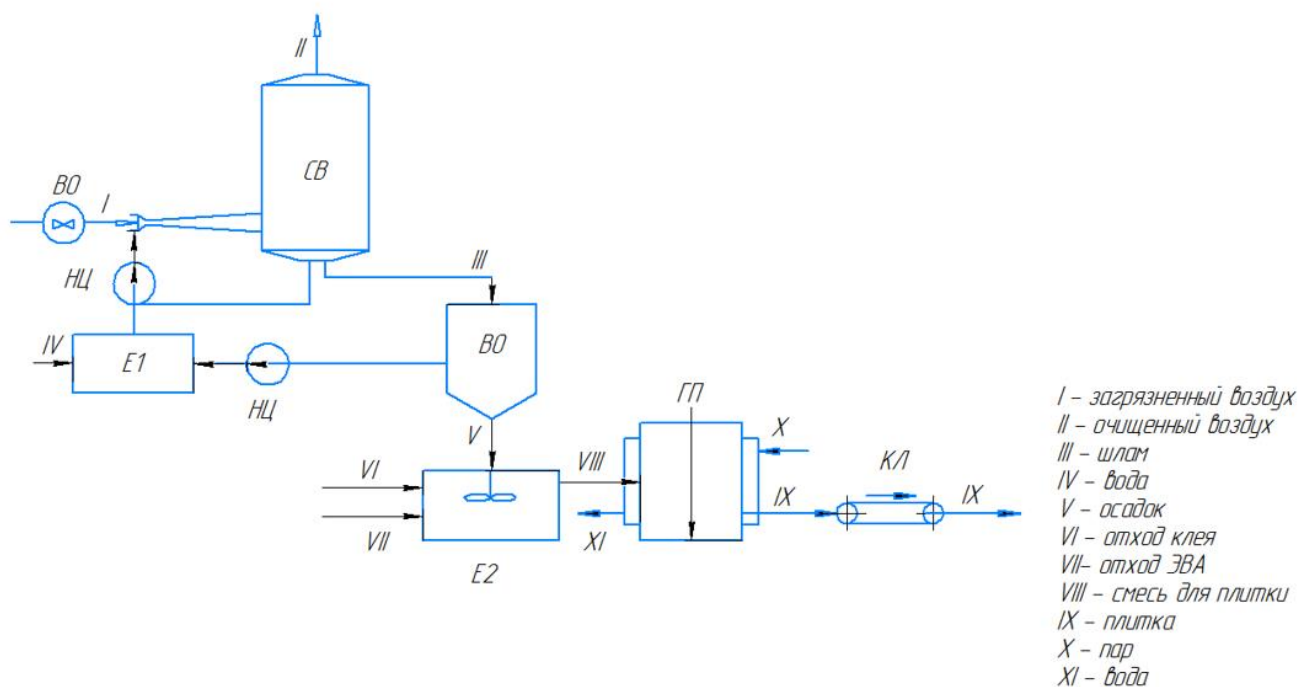 II
СВ
ВО
I
НЦ
III
IV
Е1
ВО
НЦ
V
ГП
X
VI
VIII
КЛ
IX
IX
VII
XI
Е2
I – загрязненный воздух
II – очищенный воздух
III – шлам
IV – вода
V – осадок
VI – отход клея
VII– отход ЭВА
VIII – смесь для плитки
IX – плитка
X – пар
XI – вода